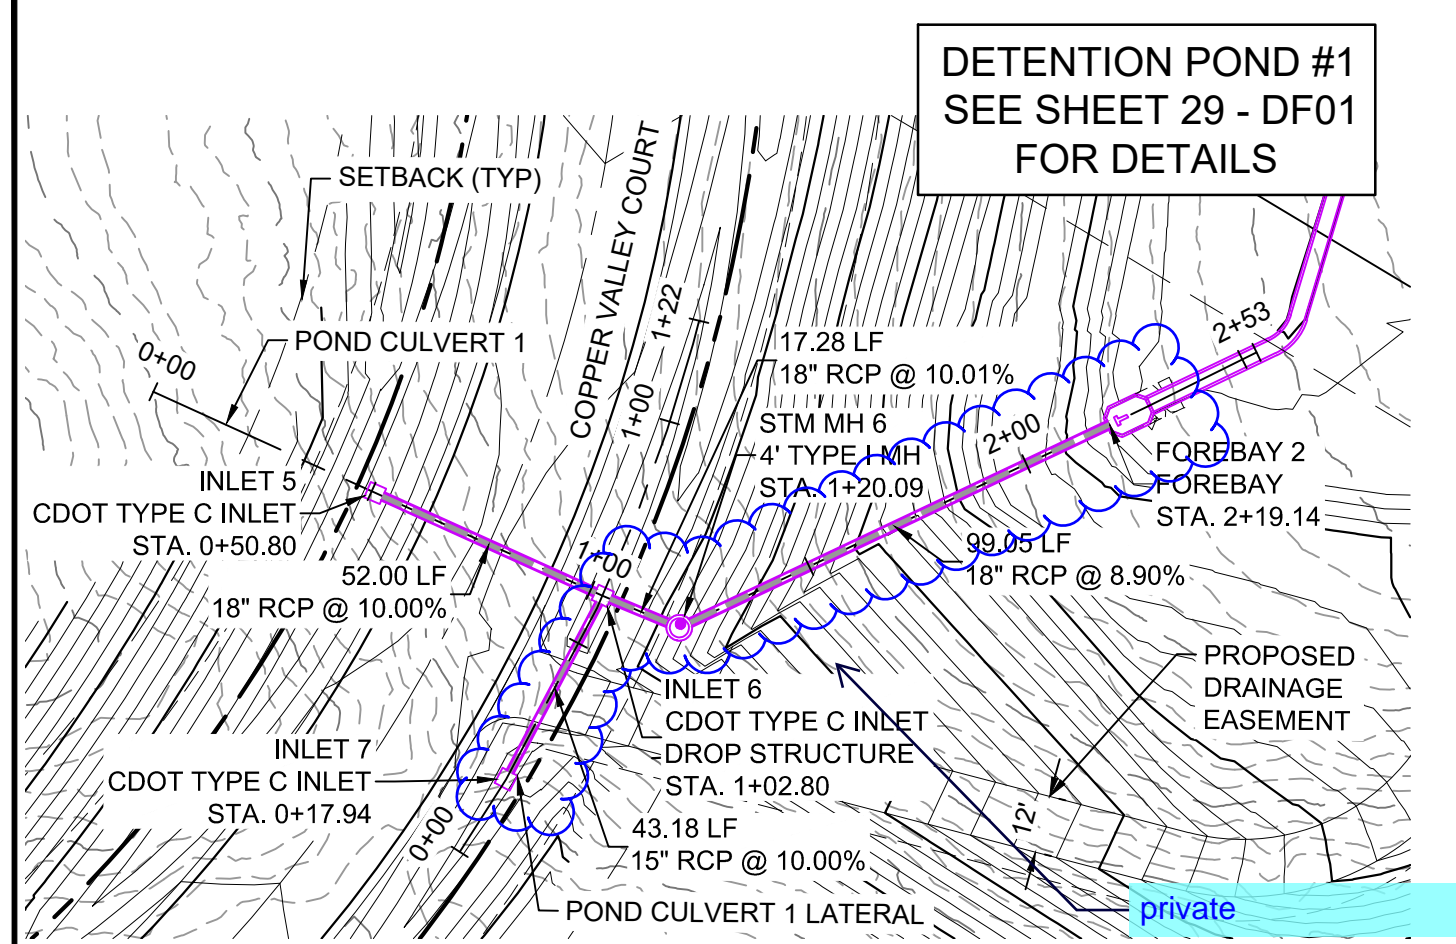 DETENTION POND #1
SEE SHEET 29 - DF01
FOR DETAILS
SETBACK (TYP)
COPPER VALLEY COURT
POND CULVERT 1
0+00
1+22
1+00
17.28 LF
18" RCP @ 10.01%
2+53
STM MH 6
4' TYPE I MH
STA. 1+20.09
2+00
FOREBAY 2
FOREBAY
STA. 2+19.14
INLET 5
CDOT TYPE C INLET
STA. 0+50.80
1+00
52.00 LF
18" RCP @ 10.00%
99.05 LF
18" RCP @ 8.90%
PROPOSED
DRAINAGE
EASEMENT
INLET 6
CDOT TYPE C INLET
DROP STRUCTURE
STA. 1+02.80
INLET 7
CDOT TYPE C INLET
STA. 0+17.94
0+00
12'
43.18 LF
15" RCP @ 10.00%
POND CULVERT 1 LATERAL
private